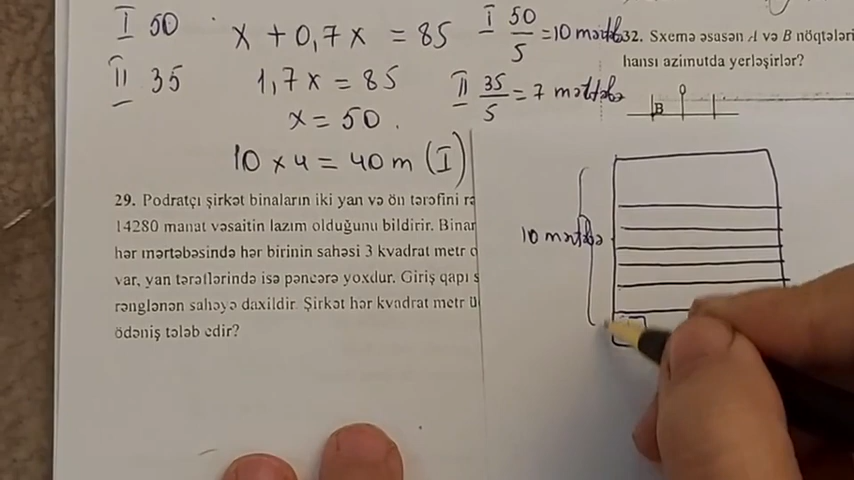 I 50
II 35
x + 0,7x = 85
1,7x = 85
x = 50.
10 x 4 = 40 m (I)
I 50/5 = 10 mərtəbə
II 35/5 = 7 mərtəbə
32. Sxemə əsasən A və B nöqtələri
hansı azimutda yerləşirlər?
B
10 mərtəbə
29. Podratçı şirkət binaların iki yan və ön tərəfini rə
14280 manat vəsaitin lazım olduğunu bildirir. Binar
hər mərtəbəsində hər birinin sahəsi 3 kvadrat metr o
var, yan tərəflərində isə pəncərə yoxdur. Giriş qapı s
rənglənən sahəyə daxildir. Şirkət hər kvadrat metr ü
ödəniş tələb edir?